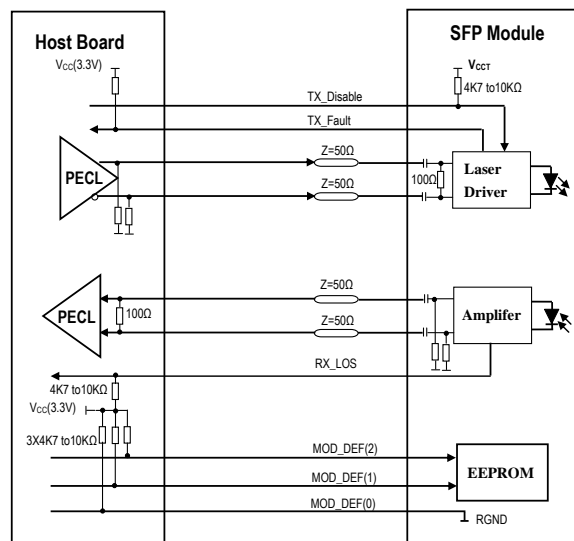 Host Board
SFP Module
VCC(3.3V)
VCCT
4K7 to10KΩ
TX_Disable
TX_Fault
Z=50Ω
PECL
100Ω
Laser
Driver
Z=50Ω
Z=50Ω
PECL
100Ω
Amplifer
Z=50Ω
RX_LOS
4K7 to10KΩ
VCC(3.3V)
3X4K7 to10KΩ
MOD_DEF(2)
EEPROM
MOD_DEF(1)
MOD_DEF(0)
RGND